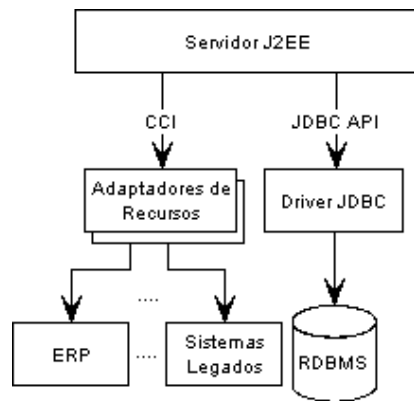 Servidor J2EE
CCI
JDBC API
Adaptadores de
Recursos
Driver JDBC
....
ERP
....
Sistemas
Legados
RDBMS